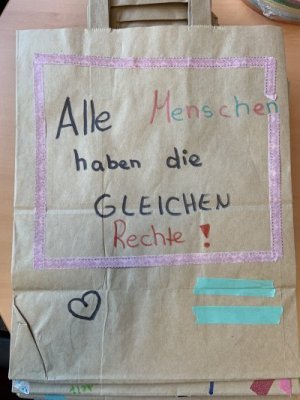 Alle Menschen
haben die
GLEICHEN
Rechte!